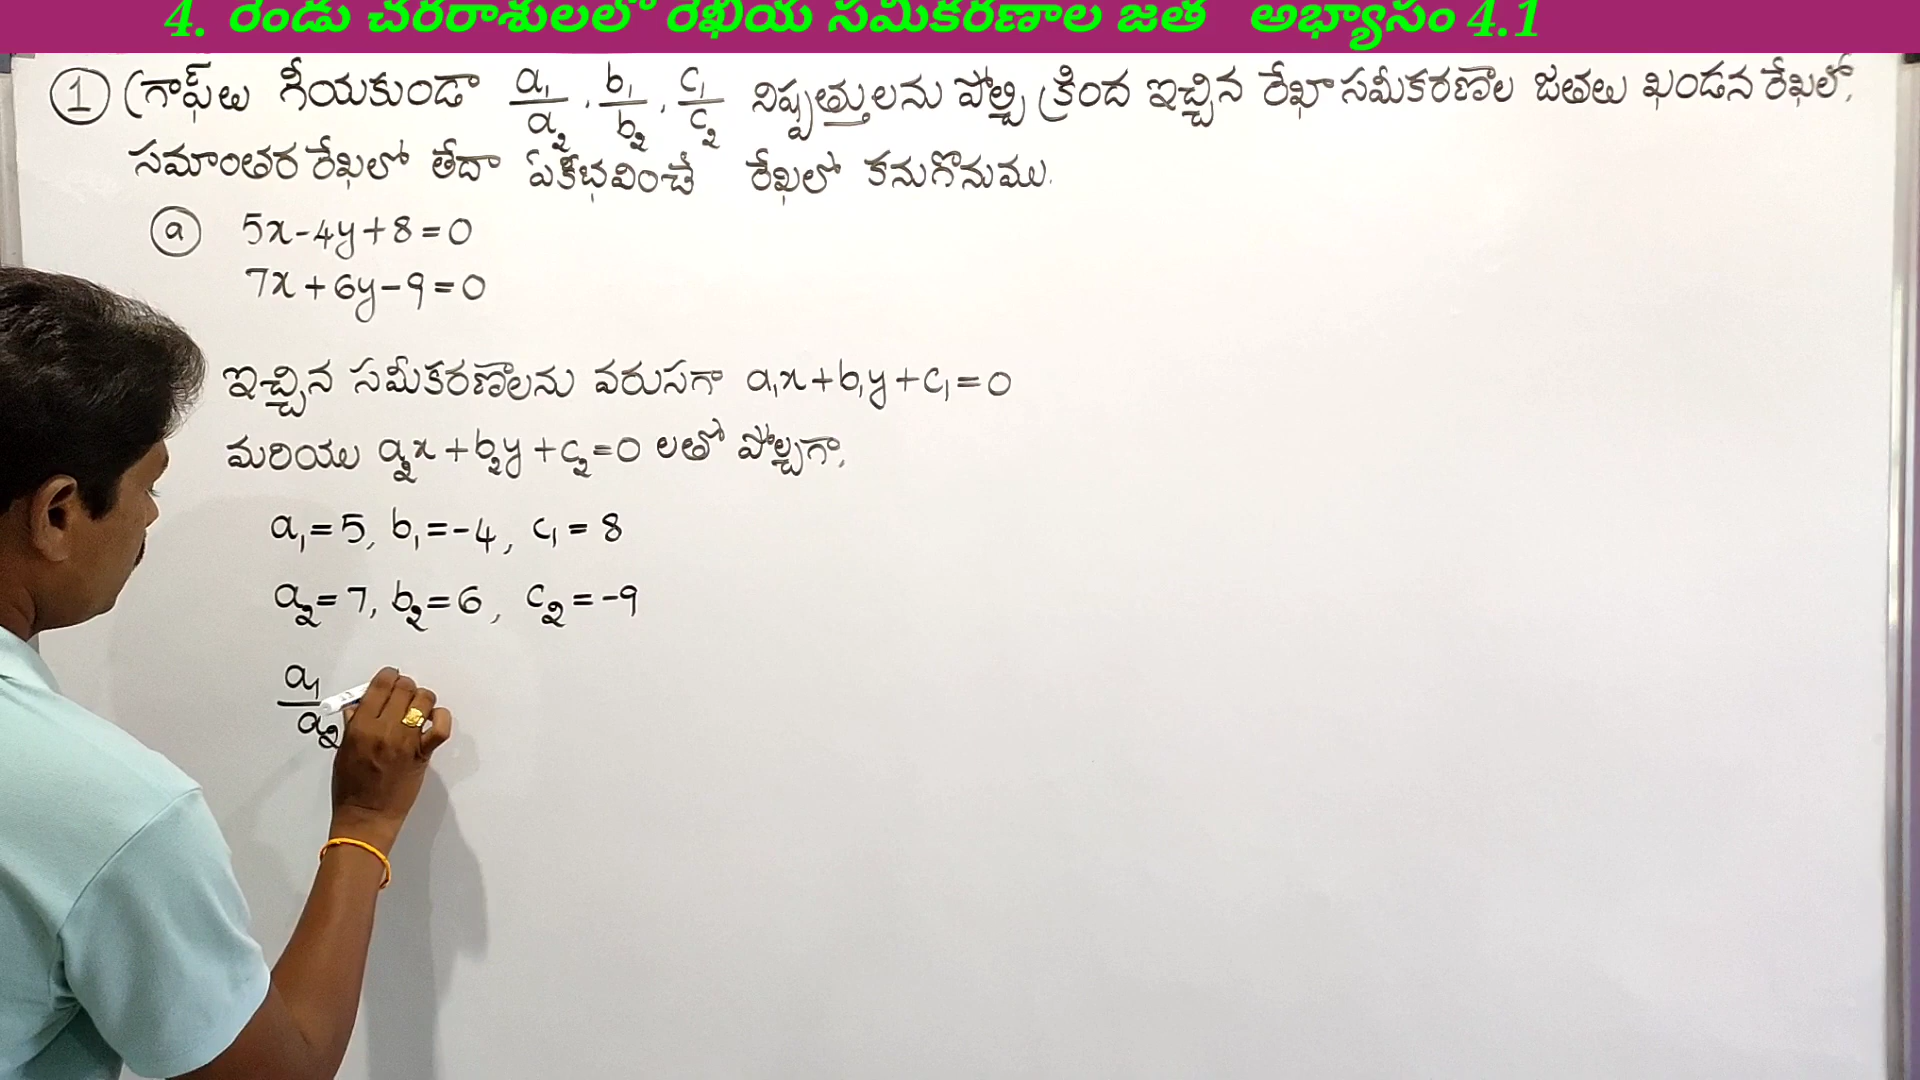 4. రెండు చరరాశులలో రేఖీయ సమీకరణాల జత అభ్యాసం 4.1
1 గ్రాఫ్‌లు గీయకుండా a₁/a₂, b₁/b₂, c₁/c₂ నిష్పత్తులను పోల్చి క్రింద ఇచ్చిన రేఖా సమీకరణాల జతలు ఖండన రేఖలో,
సమాంతర రేఖలో లేదా ఏకీభవించే రేఖలో కనుగొనుము.
a 5x-4y+8=0
7x+6y-9=0
ఇచ్చిన సమీకరణాలను వరుసగా a₁x+b₁y+c₁=0
మరియు a₂x+b₂y+c₂=0 లతో పోల్చగా,
a₁=5, b₁=-4, c₁=8
a₂=7, b₂=6, c₂=-9
a₁/a₂